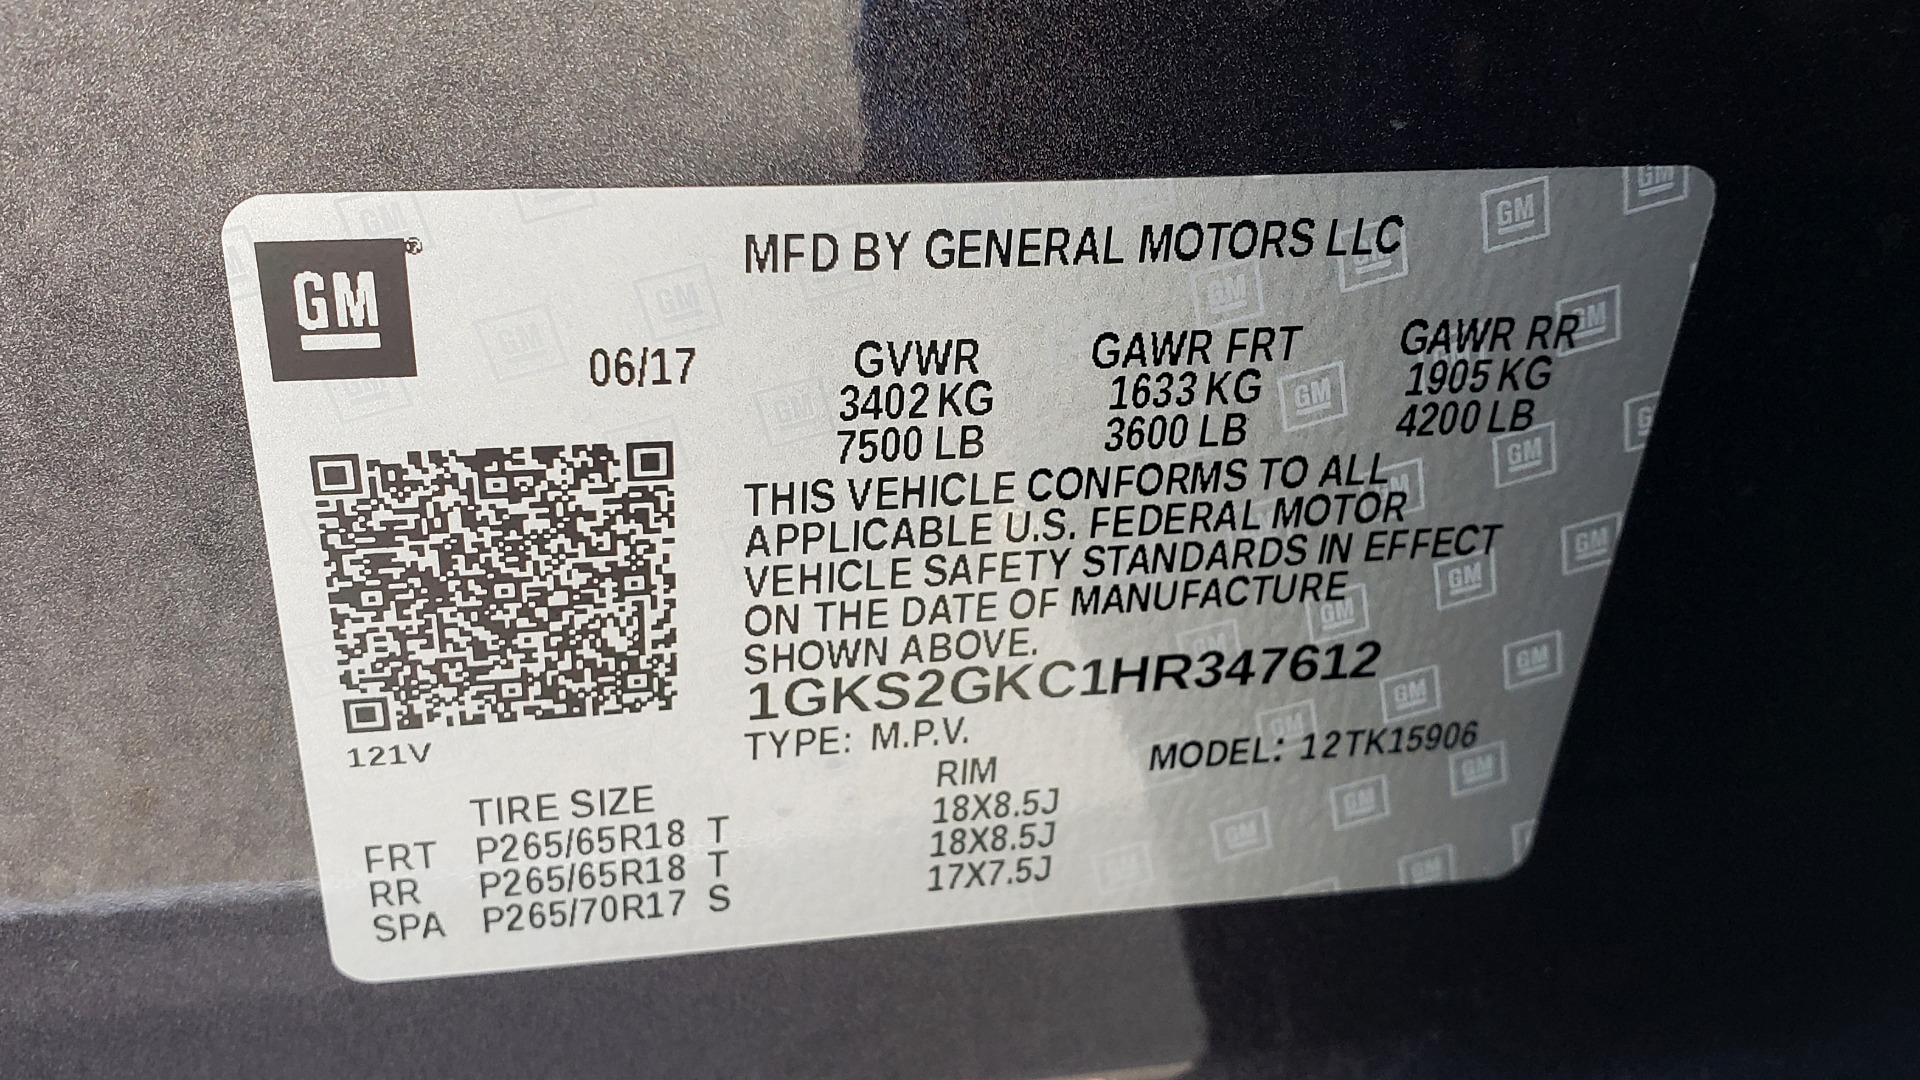 GM®
MFD BY GENERAL MOTORS LLC
06/17
GVWR GAWR FRT GAWR RR
3402 KG 1633 KG 1905 KG
7500 LB 3600 LB 4200 LB
THIS VEHICLE CONFORMS TO ALL
APPLICABLE U.S. FEDERAL MOTOR
VEHICLE SAFETY STANDARDS IN EFFECT
ON THE DATE OF MANUFACTURE
SHOWN ABOVE.
1GKS2GKC1HR347612
TYPE: M.P.V. MODEL: 12TK15906
121V
TIRE SIZE RIM
FRT P265/65R18 T 18X8.5J
RR P265/65R18 T 18X8.5J
SPA P265/70R17 S 17X7.5J